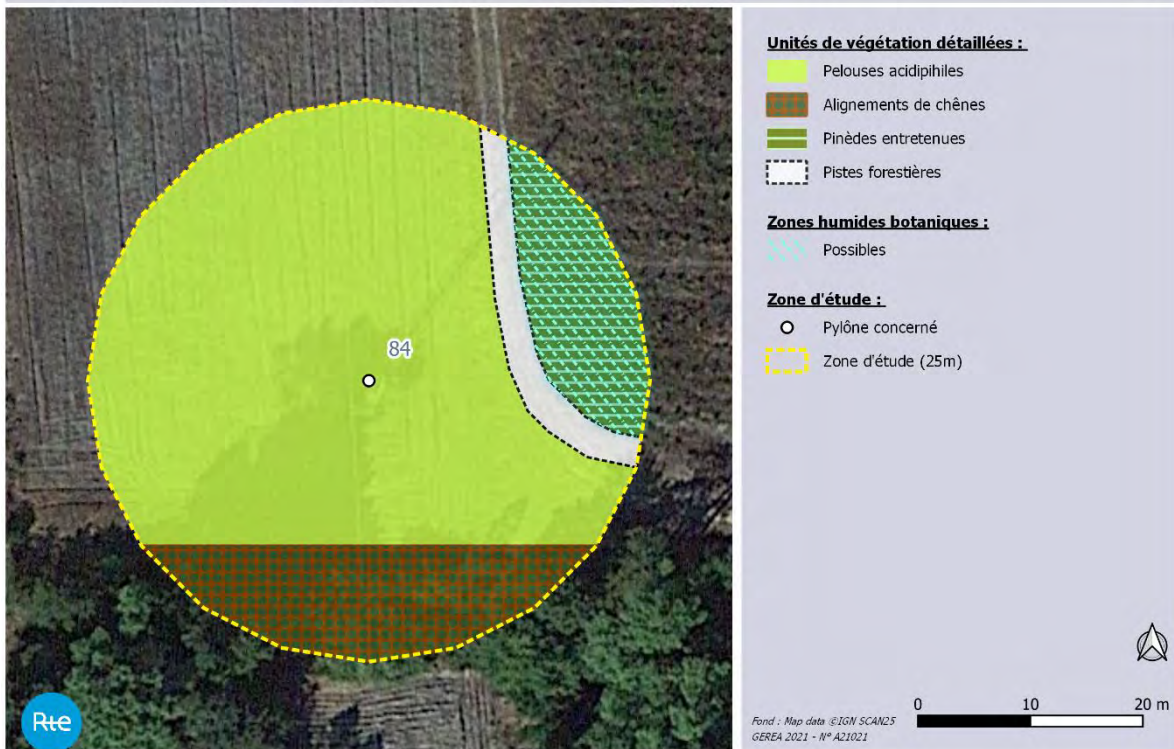 84
Rte
Unités de végétation détaillées :
Pelouses acidipihiles
Alignements de chênes
Pinèdes entretenues
Pistes forestières
Zones humides botaniques :
Possibles
Zone d'étude :
Pylône concerné
Zone d'étude (25m)
0 10 20 m
Fond : Map data ©IGN SCAN25
GEREA 2021 - N° A21021